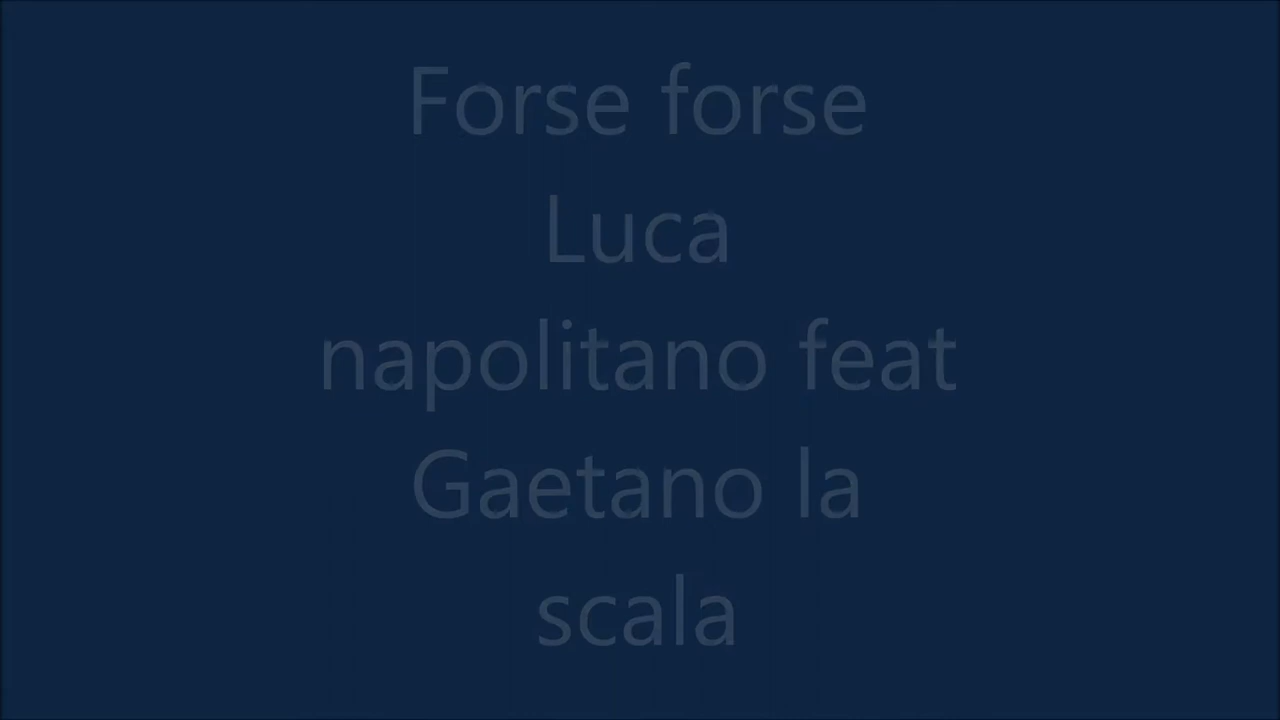 Forse forse
Luca
napolitano feat
Gaetano la
scala